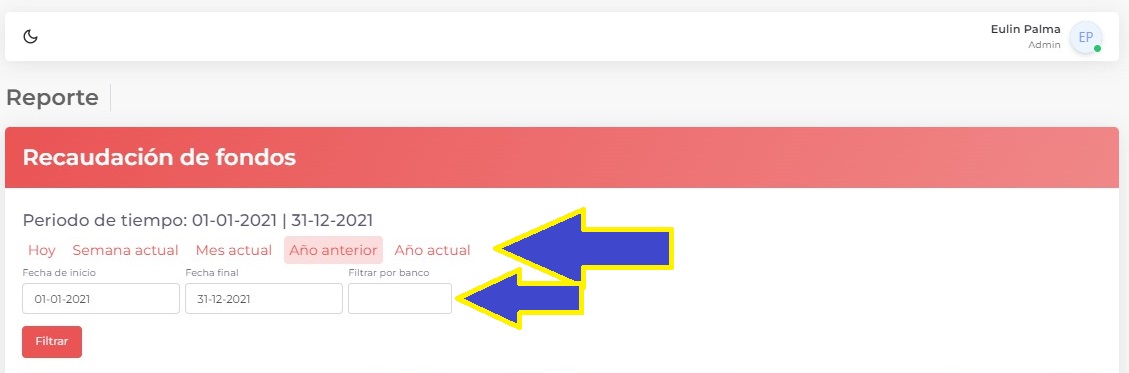 Eulin Palma
Admin
EP
Reporte
Recaudación de fondos
Periodo de tiempo: 01-01-2021 | 31-12-2021
Hoy Semana actual Mes actual Año anterior Año actual
Fecha de inicio Fecha final Filtrar por banco
01-01-2021 31-12-2021
Filtrar